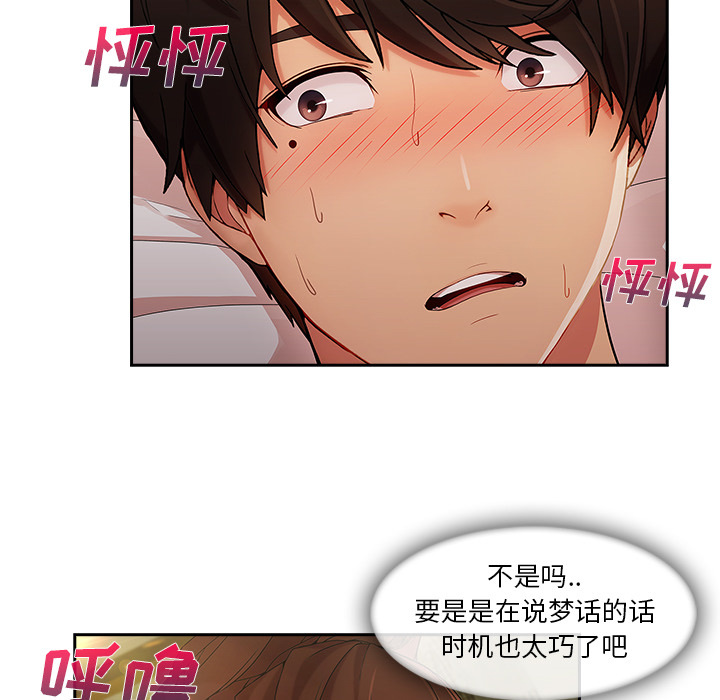 怦怦
怦怦
不是吗..
要是是在说梦话的话
时机也太巧了吧
呼噜